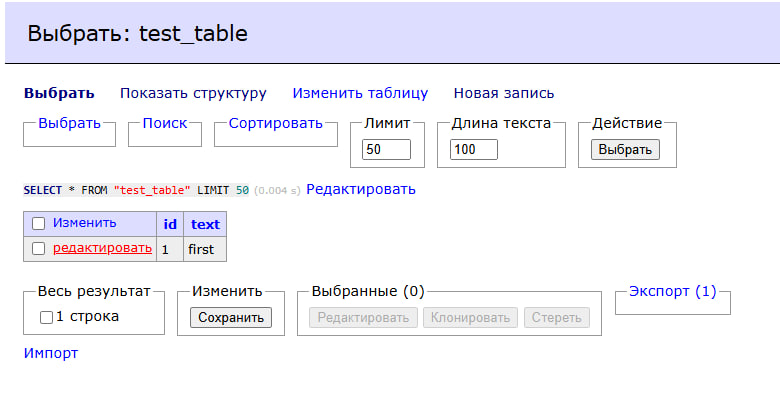 Выбрать: test_table
Выбрать Показать структуру Изменить таблицу Новая запись
Выбрать Поиск Сортировать Лимит Длина текста Действие
50 100 Выбрать
SELECT * FROM "test_table" LIMIT 50 (0.004 s) Редактировать
Изменить id text
редактировать 1 first
Весь результат Изменить Выбранные (0) Экспорт (1)
1 строка Сохранить Редактировать Клонировать Стереть
Импорт